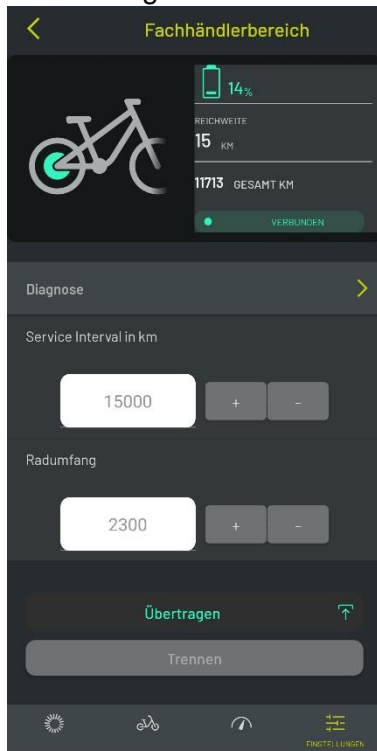 Fachhändlerbereich
14%
REICHWEITE
15 KM
11713 GESAMT KM
VERBUNDEN
Diagnose
Service Interval in km
15000 + -
Radumfang
2300 + -
Übertragen
Trennen
EINSTELLUNGEN